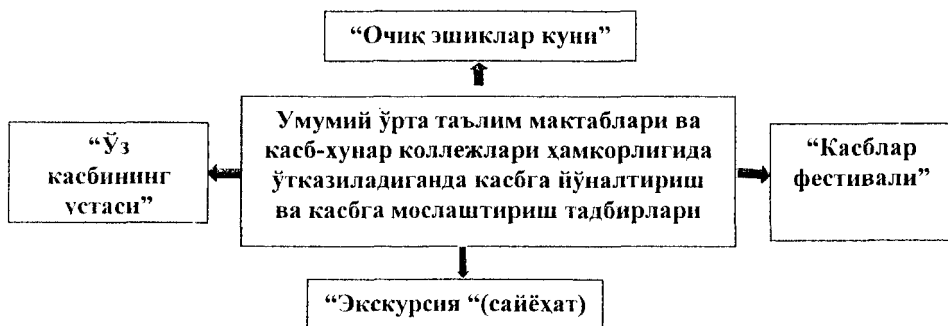 “Очиқ эшиклар куни”
Умумий ўрта таълим мактаблари ва
касб-ҳунар коллежлари ҳамкорлигида
ўтказиладиганда касбга йўналтириш
ва касбга мослаштириш тадбирлари
“Ўз
касбининг
устаси”
“Касблар
фестивали”
“Экскурсия “(сайёҳат)